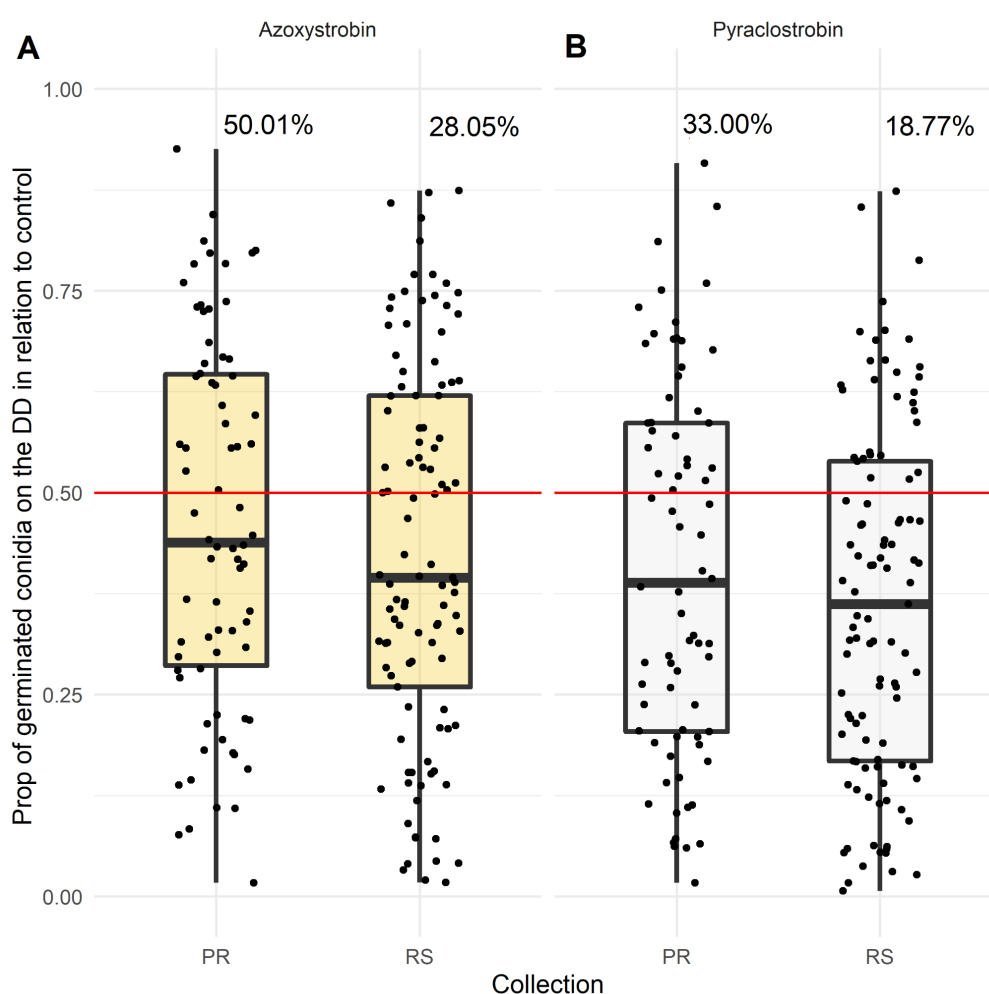 Azoxystrobin
Pyraclostrobin
A
B
1.00
50.01%
28.05%
33.00%
18.77%
0.75
0.50
0.25
0.00
Prop of germinated conidia on the DD in relation to control
PR
RS
PR
RS
Collection